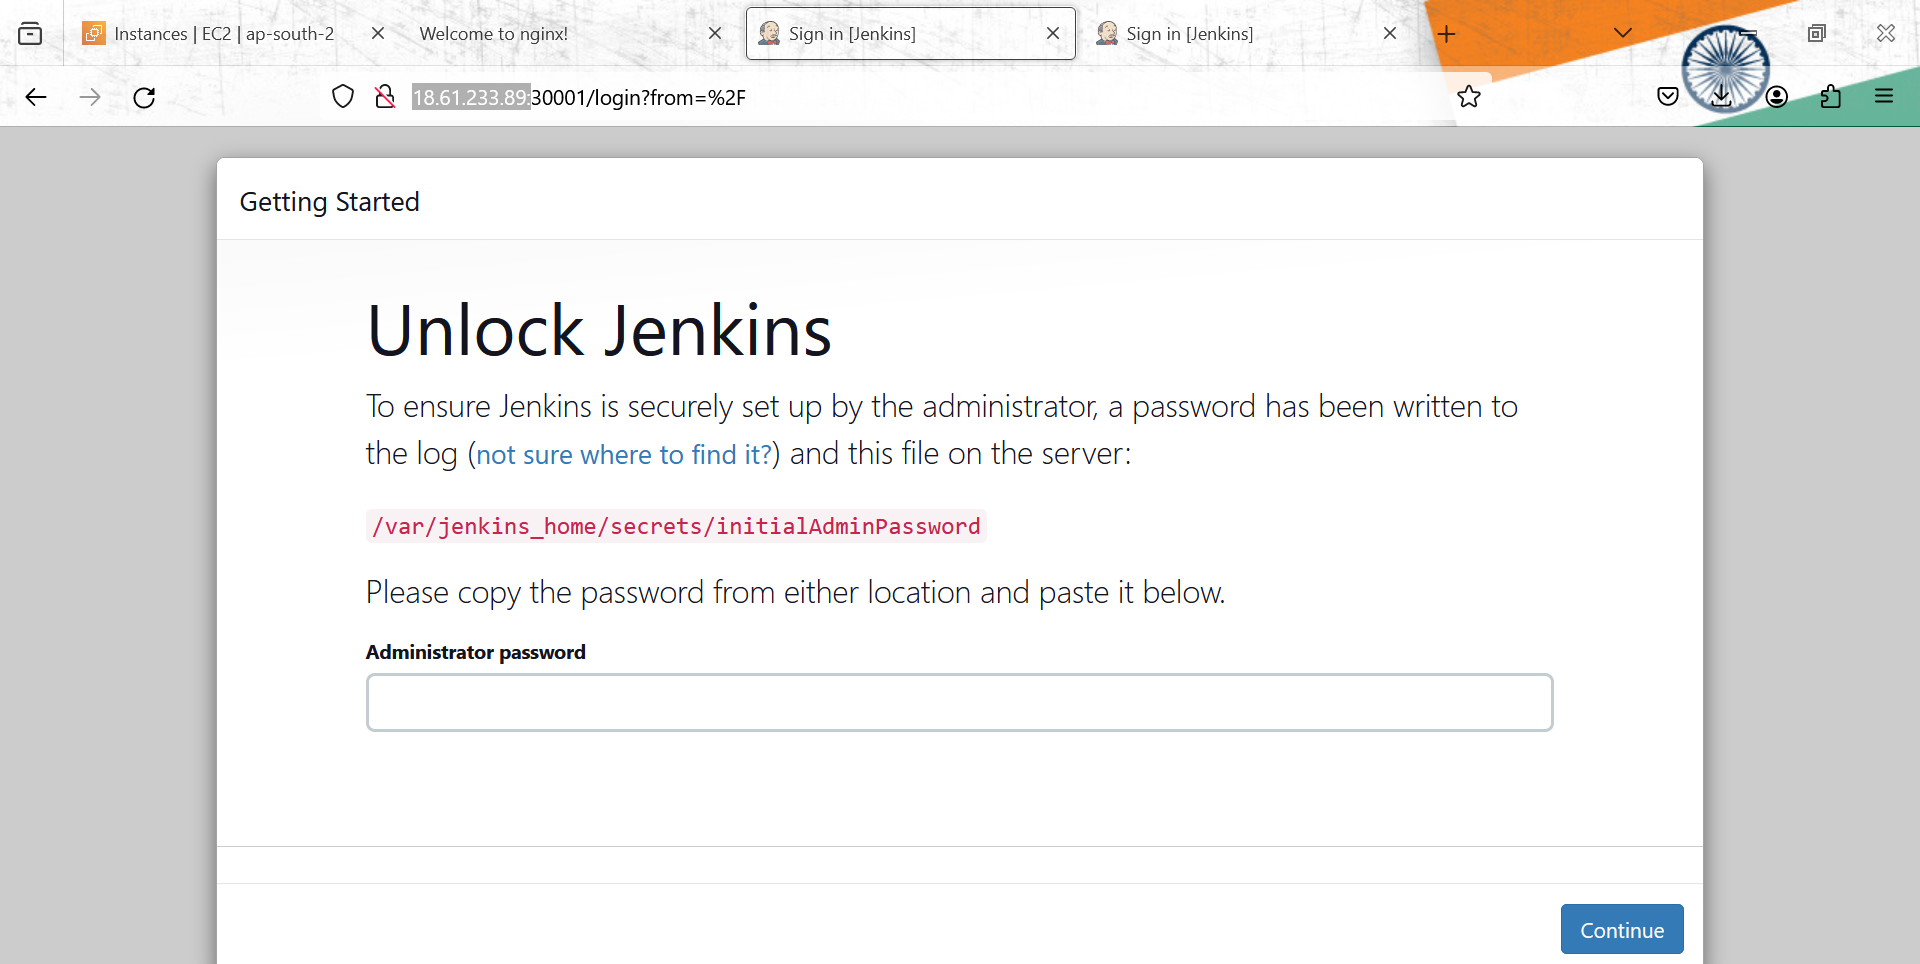 Instances | EC2 | ap-south-2
Welcome to nginx!
Sign in [Jenkins]
Sign in [Jenkins]
18.61.233.89:30001/login?from=%2F
Getting Started
Unlock Jenkins
To ensure Jenkins is securely set up by the administrator, a password has been written to
the log (not sure where to find it?) and this file on the server:
/var/jenkins_home/secrets/initialAdminPassword
Please copy the password from either location and paste it below.
Administrator password
Continue